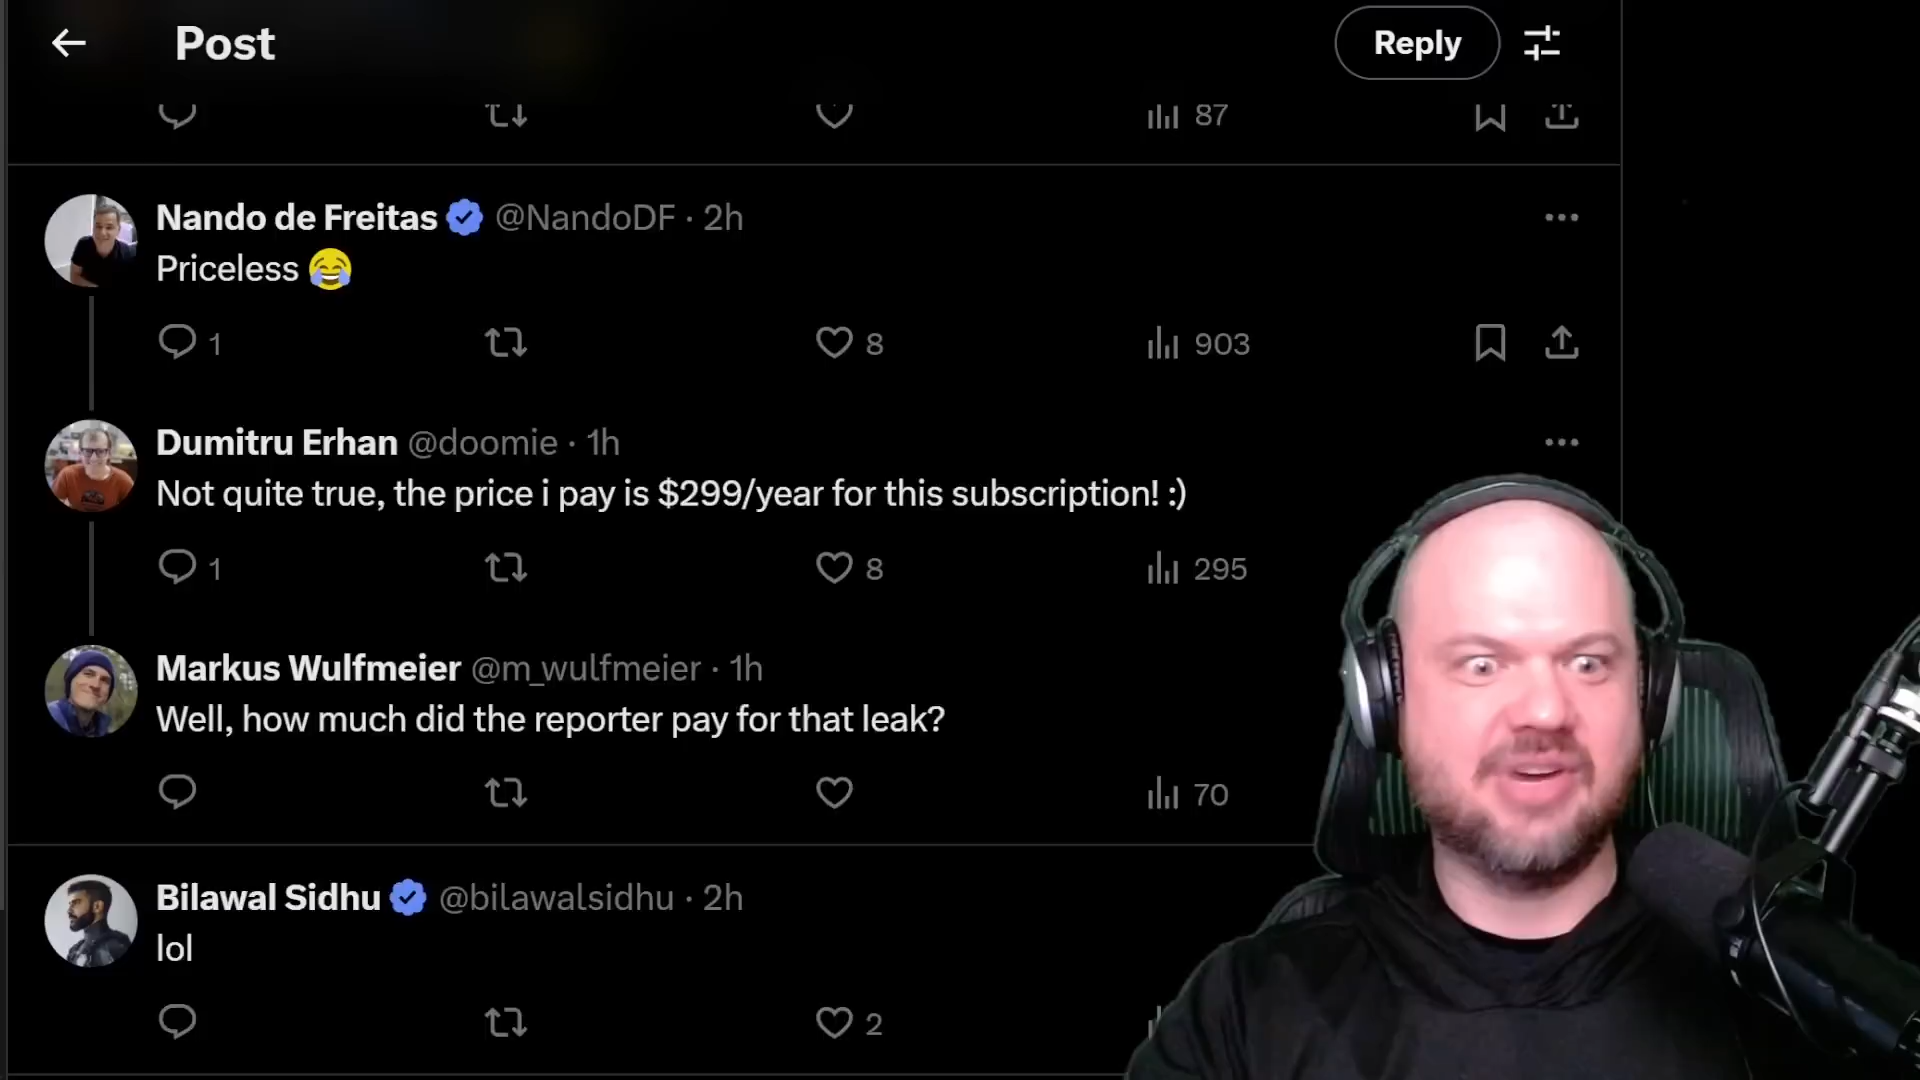 Post
Reply
87
Nando de Freitas @NandoDF · 2h
Priceless 😂
1 8 903
Dumitru Erhan @doomie · 1h
Not quite true, the price i pay is $299/year for this subscription! :)
1 8 295
Markus Wulfmeier @m_wulfmeier · 1h
Well, how much did the reporter pay for that leak?
70
Bilawal Sidhu @bilawalsidhu · 2h
lol
2